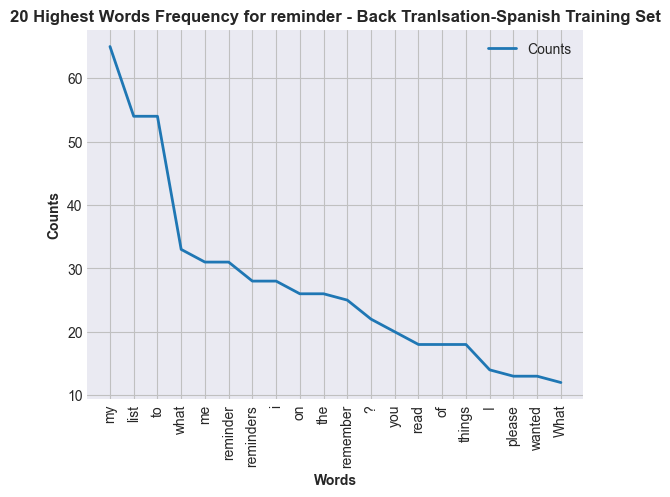 20 Highest Words Frequency for reminder - Back Tranlsation-Spanish Training Set
Counts
60
50
40
30
20
10
Counts
my
list
to
what
me
reminder
reminders
i
on
the
remember
?
you
read
of
things
I
please
wanted
What
Words